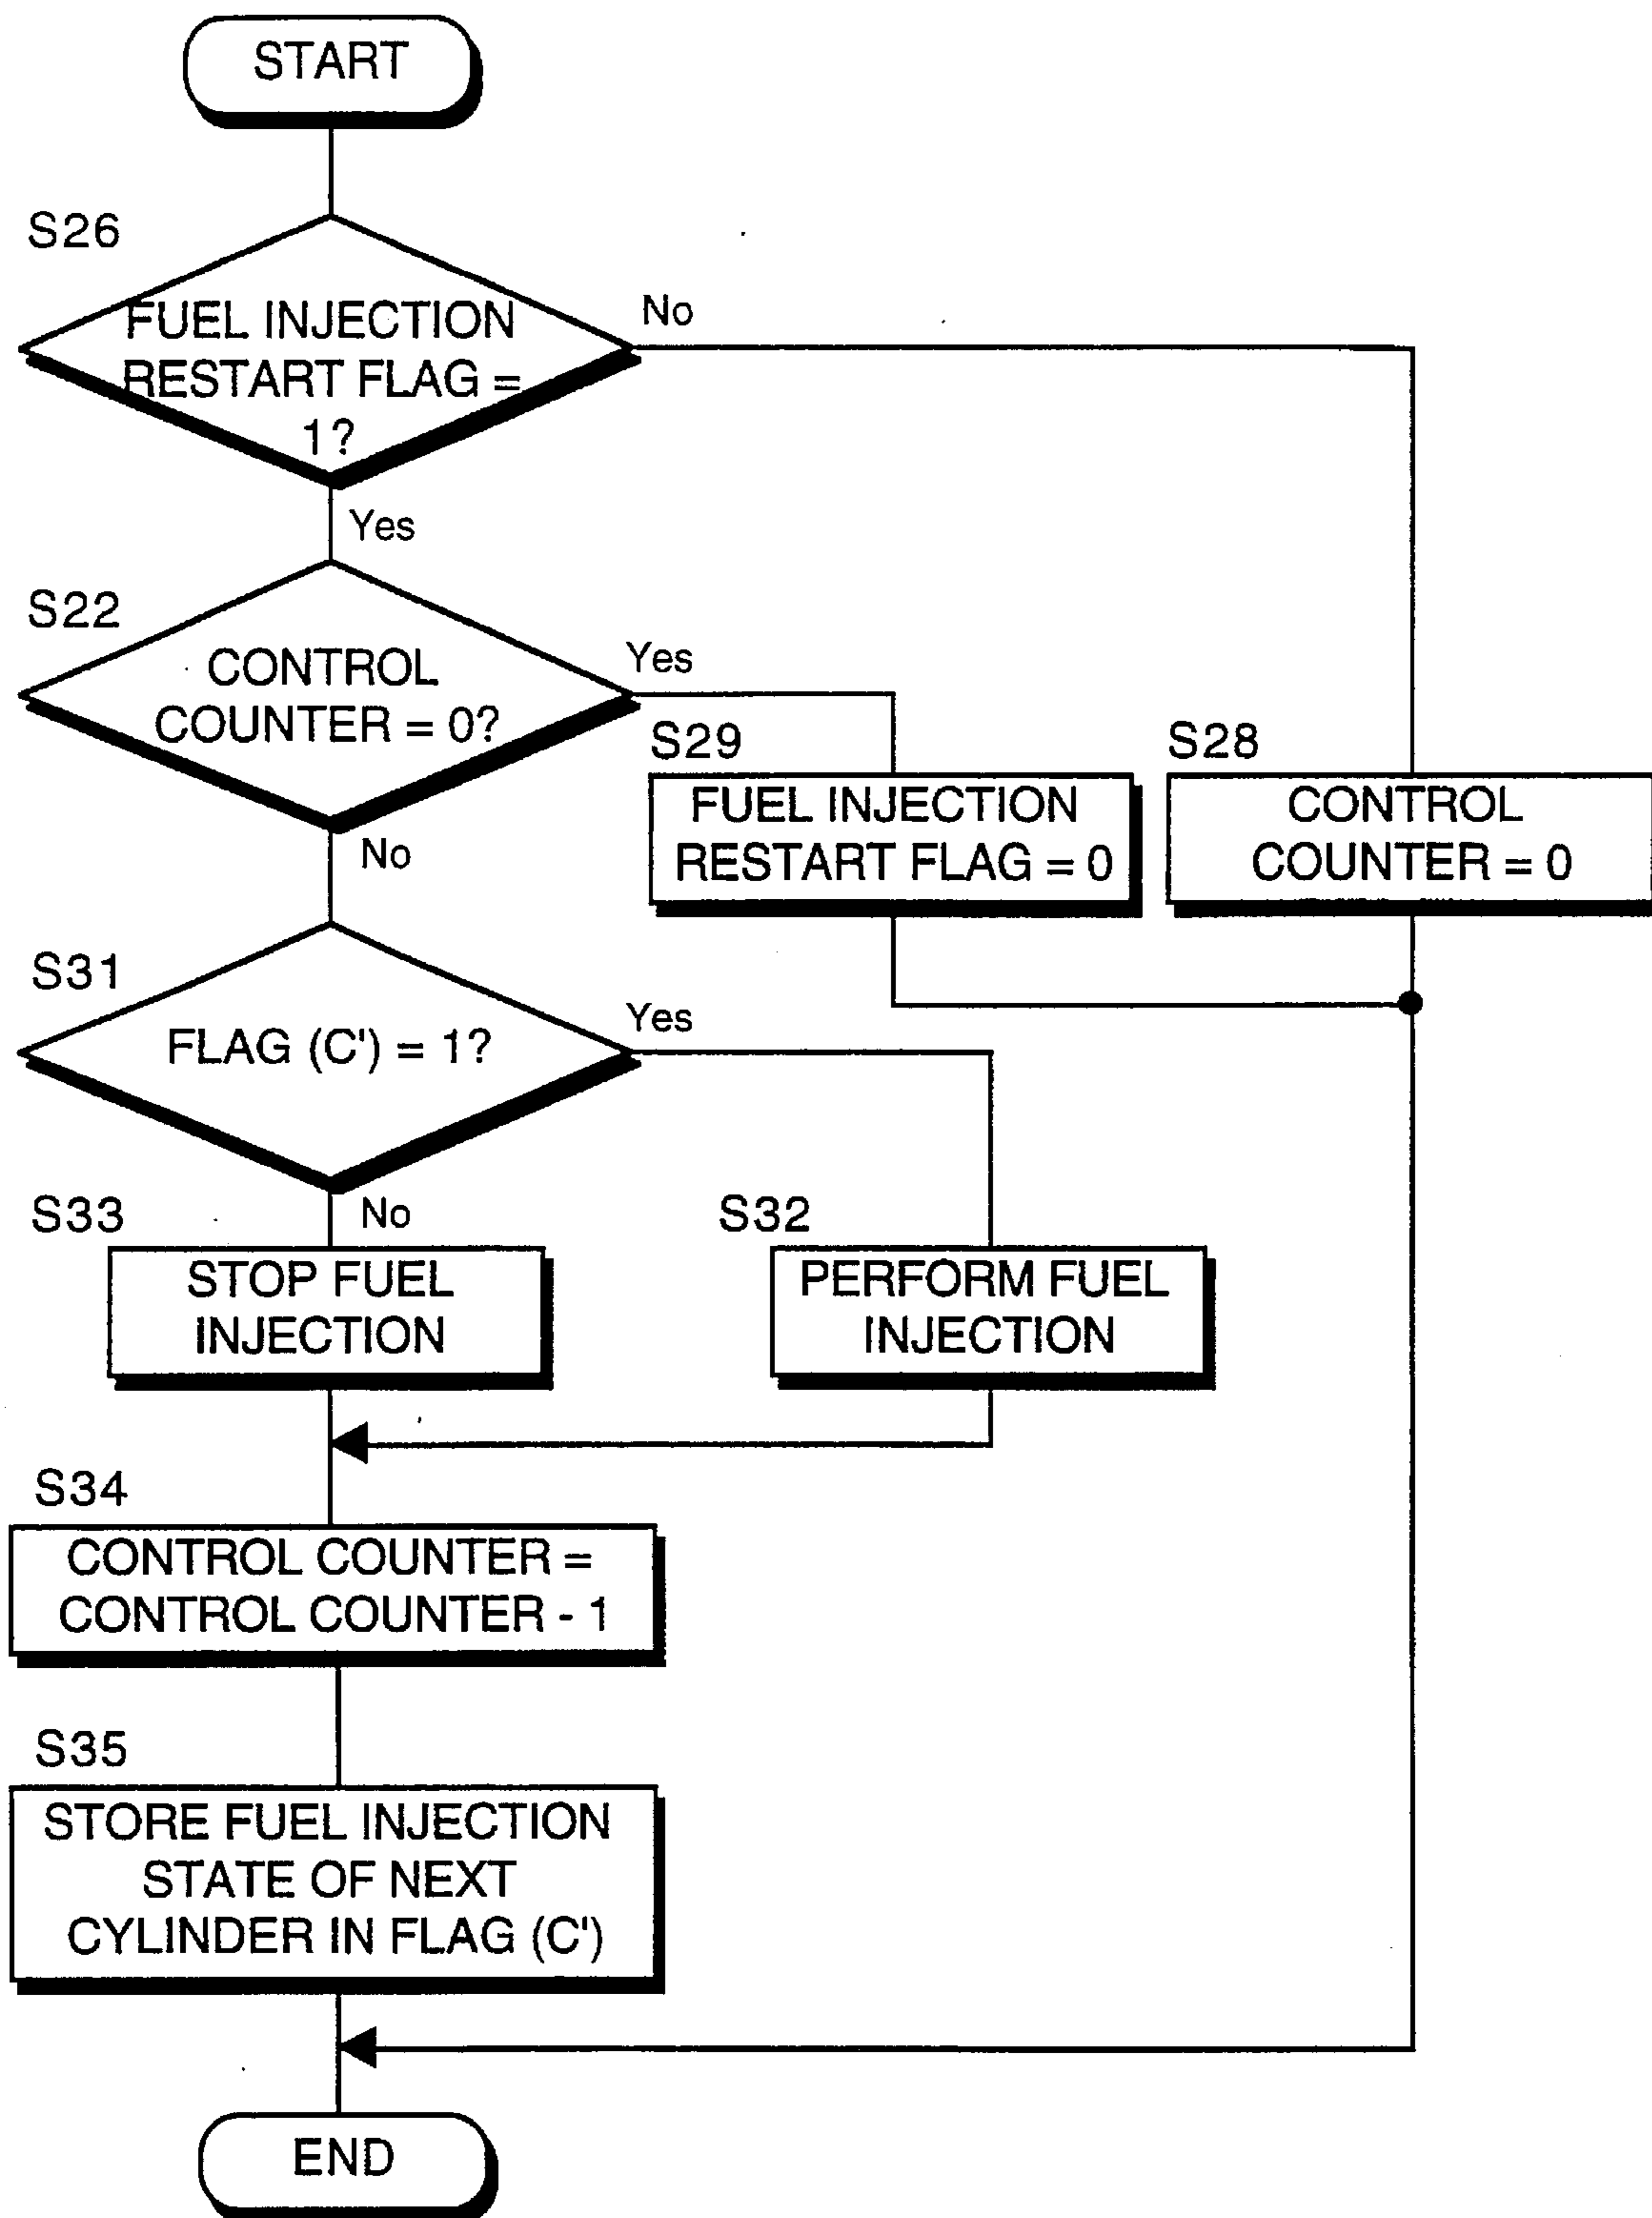 START
S26
FUEL INJECTION
RESTART FLAG =
1?
No
Yes
S22
CONTROL
COUNTER = 0?
Yes
No
S29
FUEL INJECTION
RESTART FLAG = 0
S28
CONTROL
COUNTER = 0
S31
FLAG (C') = 1?
Yes
No
S33
STOP FUEL
INJECTION
S32
PERFORM FUEL
INJECTION
S34
CONTROL COUNTER =
CONTROL COUNTER - 1
S35
STORE FUEL INJECTION
STATE OF NEXT
CYLINDER IN FLAG (C')
END